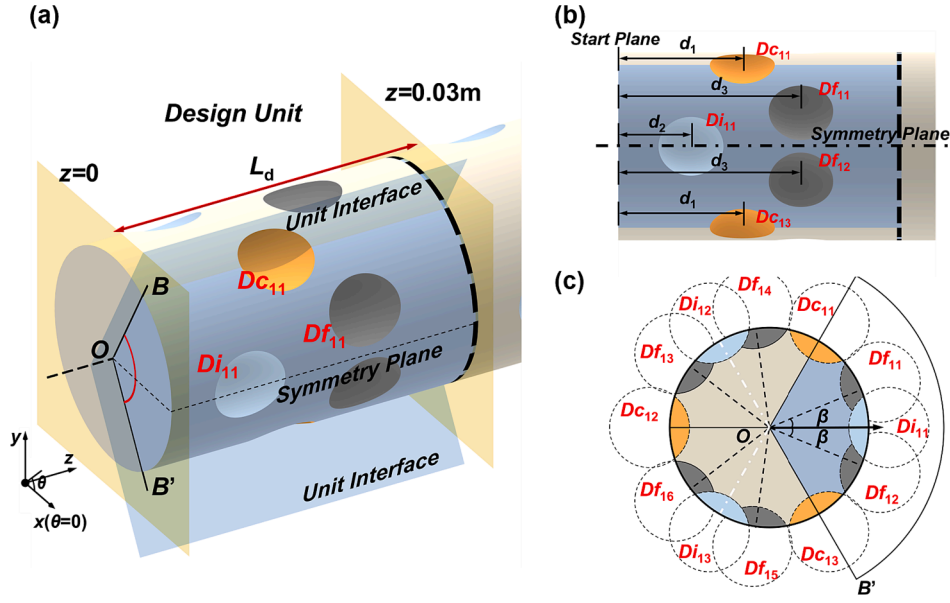 (a)
Design Unit
z=0.03m
z=0
L_d
Unit Interface
B
Dc₁₁
O
Df₁₁
Di₁₁
Symmetry Plane
y
z
θ
B'
x(θ=0)
Unit Interface
(b)
Start Plane
d₁
Dc₁₁
d₃
Df₁₁
d₂
Di₁₁
Symmetry Plane
d₃
Df₁₂
d₁
Dc₁₃
(c)
Df₁₄
Di₁₂
Dc₁₁
Df₁₃
Df₁₁
Dc₁₂
O
β
β
Di₁₁
Df₁₆
Df₁₂
Di₁₃
Df₁₅
Dc₁₃
B'